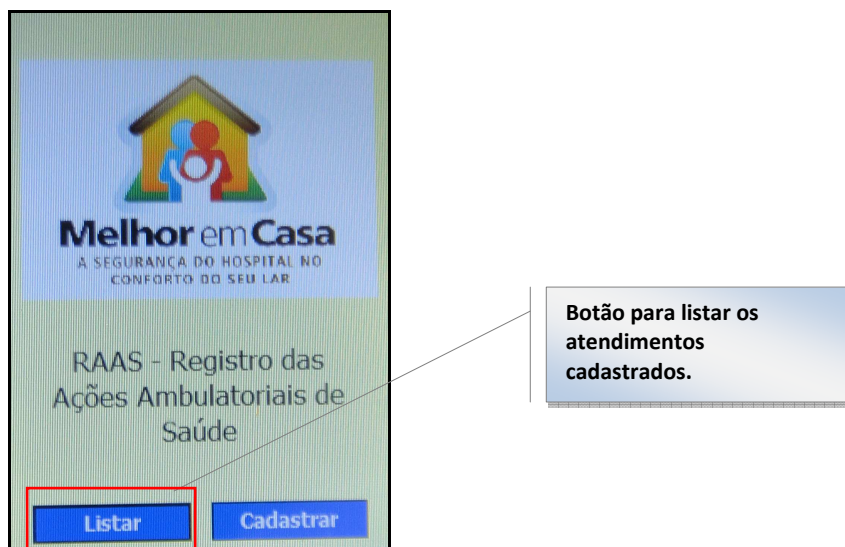 Melhor em Casa
A SEGURANÇA DO HOSPITAL NO
CONFORTO DO SEU LAR
RAAS - Registro das
Ações Ambulatoriais de
Saúde
Listar
Cadastrar
Botão para listar os
atendimentos
cadastrados.